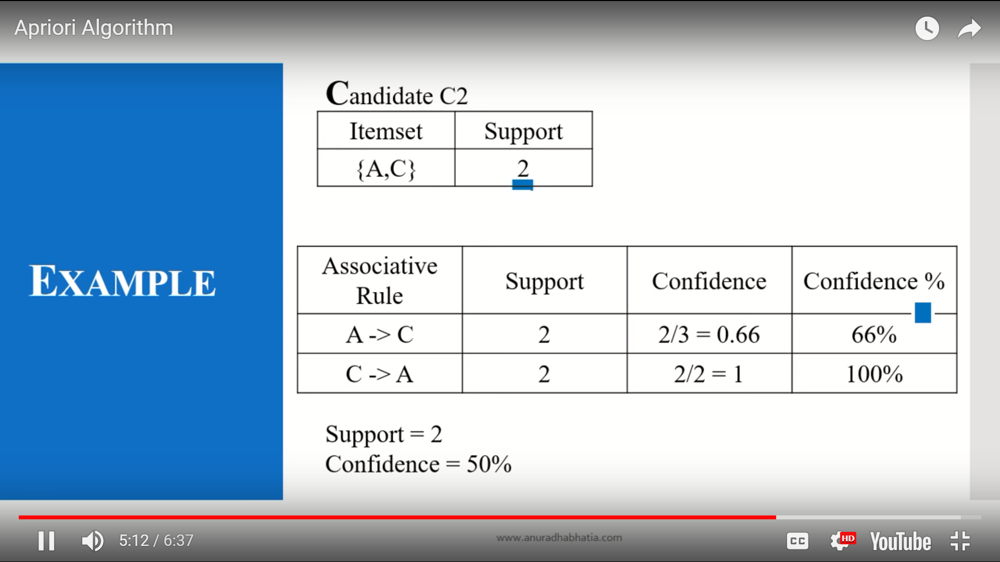 Apriori Algorithm
EXAMPLE
Candidate C2
Itemset Support
{A,C} 2
Associative Rule Support Confidence Confidence %
A -> C 2 2/3 = 0.66 66%
C -> A 2 2/2 = 1 100%
Support = 2
Confidence = 50%
5:12 / 6:37
www.anuradhabhatia.com
CC
HD
YouTube